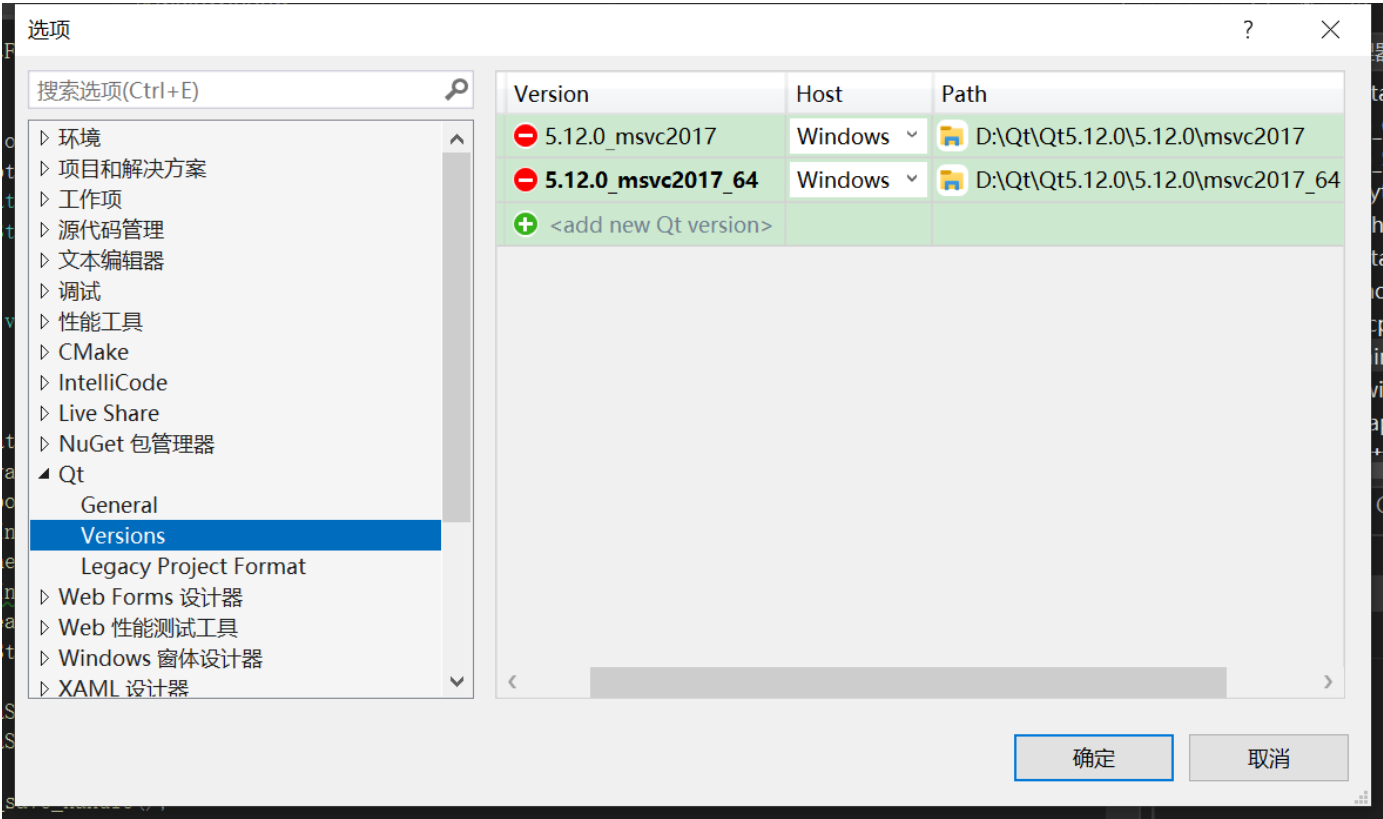 选项
?
搜索选项(Ctrl+E)
环境
项目和解决方案
工作项
源代码管理
文本编辑器
调试
性能工具
CMake
IntelliCode
Live Share
NuGet 包管理器
Qt
General
Versions
Legacy Project Format
Web Forms 设计器
Web 性能测试工具
Windows 窗体设计器
XAML 设计器
Version Host Path
5.12.0_msvc2017 Windows D:\Qt\Qt5.12.0\5.12.0\msvc2017
5.12.0_msvc2017_64 Windows D:\Qt\Qt5.12.0\5.12.0\msvc2017_64
<add new Qt version>
确定 取消